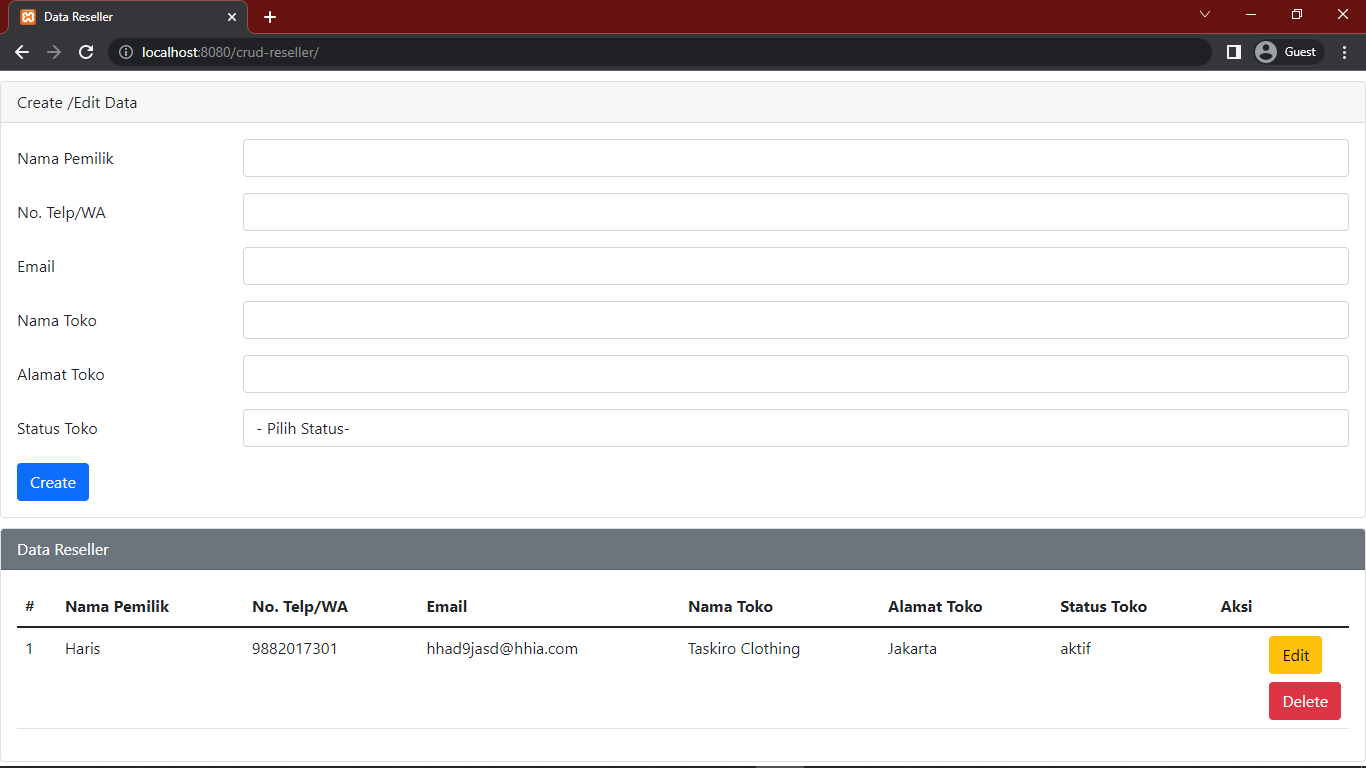 Data Reseller
localhost:8080/crud-reseller/
Guest
Create /Edit Data
Nama Pemilik
No. Telp/WA
Email
Nama Toko
Alamat Toko
Status Toko
- Pilih Status-
Create
Data Reseller
# Nama Pemilik No. Telp/WA Email Nama Toko Alamat Toko Status Toko Aksi
1 Haris 9882017301 hhad9jasd@hhia.com Taskiro Clothing Jakarta aktif Edit
Delete